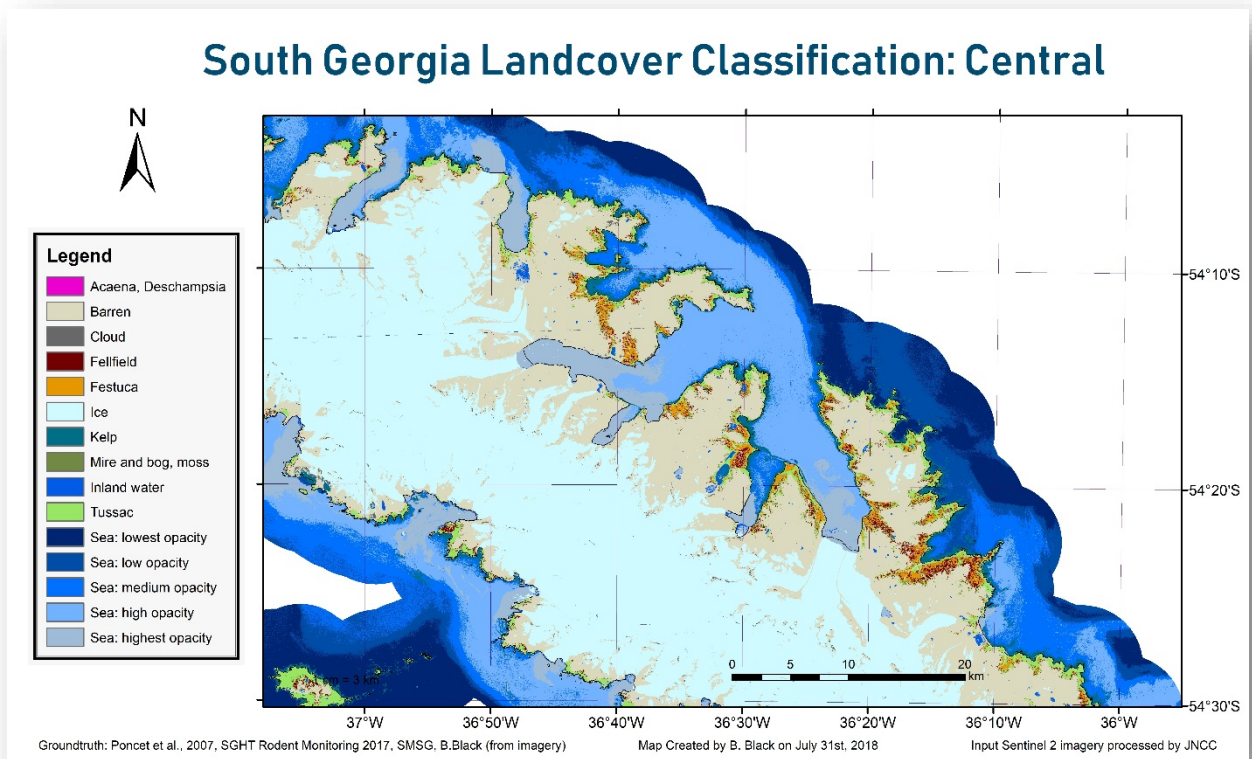 South Georgia Landcover Classification: Central
N
Legend
Acaena, Deschampsia
Barren
Cloud
Fellfield
Festuca
Ice
Kelp
Mire and bog, moss
Inland water
Tussac
Sea: lowest opacity
Sea: low opacity
Sea: medium opacity
Sea: high opacity
Sea: highest opacity
54°10'S
54°20'S
54°30'S
0 5 10 20
km
cm = 3 km
37°W 36°50'W 36°40'W 36°30'W 36°20'W 36°10'W 36°W
Groundtruth: Poncet et al., 2007, SGHT Rodent Monitoring 2017, SMSG, B.Black (from imagery) Map Created by B. Black on July 31st, 2018 Input Sentinel 2 imagery processed by JNCC